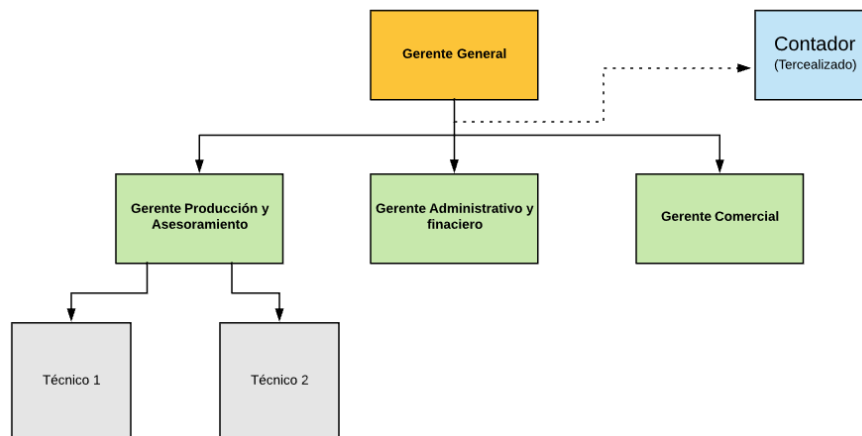 Gerente General
Contador
(Tercealizado)
Gerente Producción y
Asesoramiento
Gerente Administrativo y
finaciero
Gerente Comercial
Técnico 1
Técnico 2